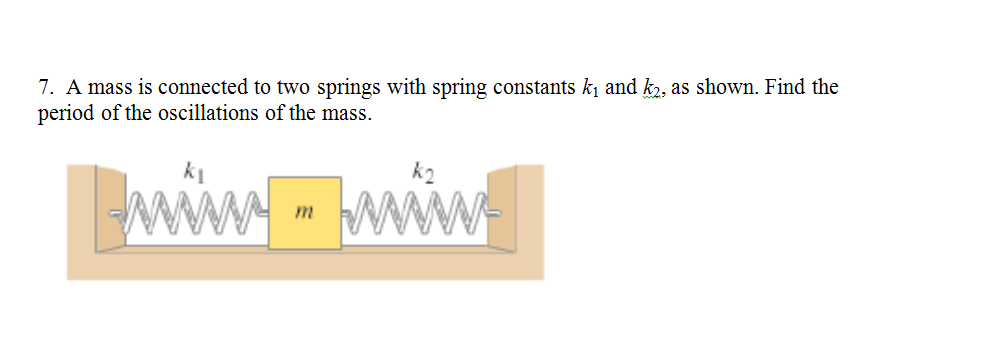 7. A mass is connected to two springs with spring constants k₁ and k₂, as shown. Find the
period of the oscillations of the mass.
k₁ k₂
m